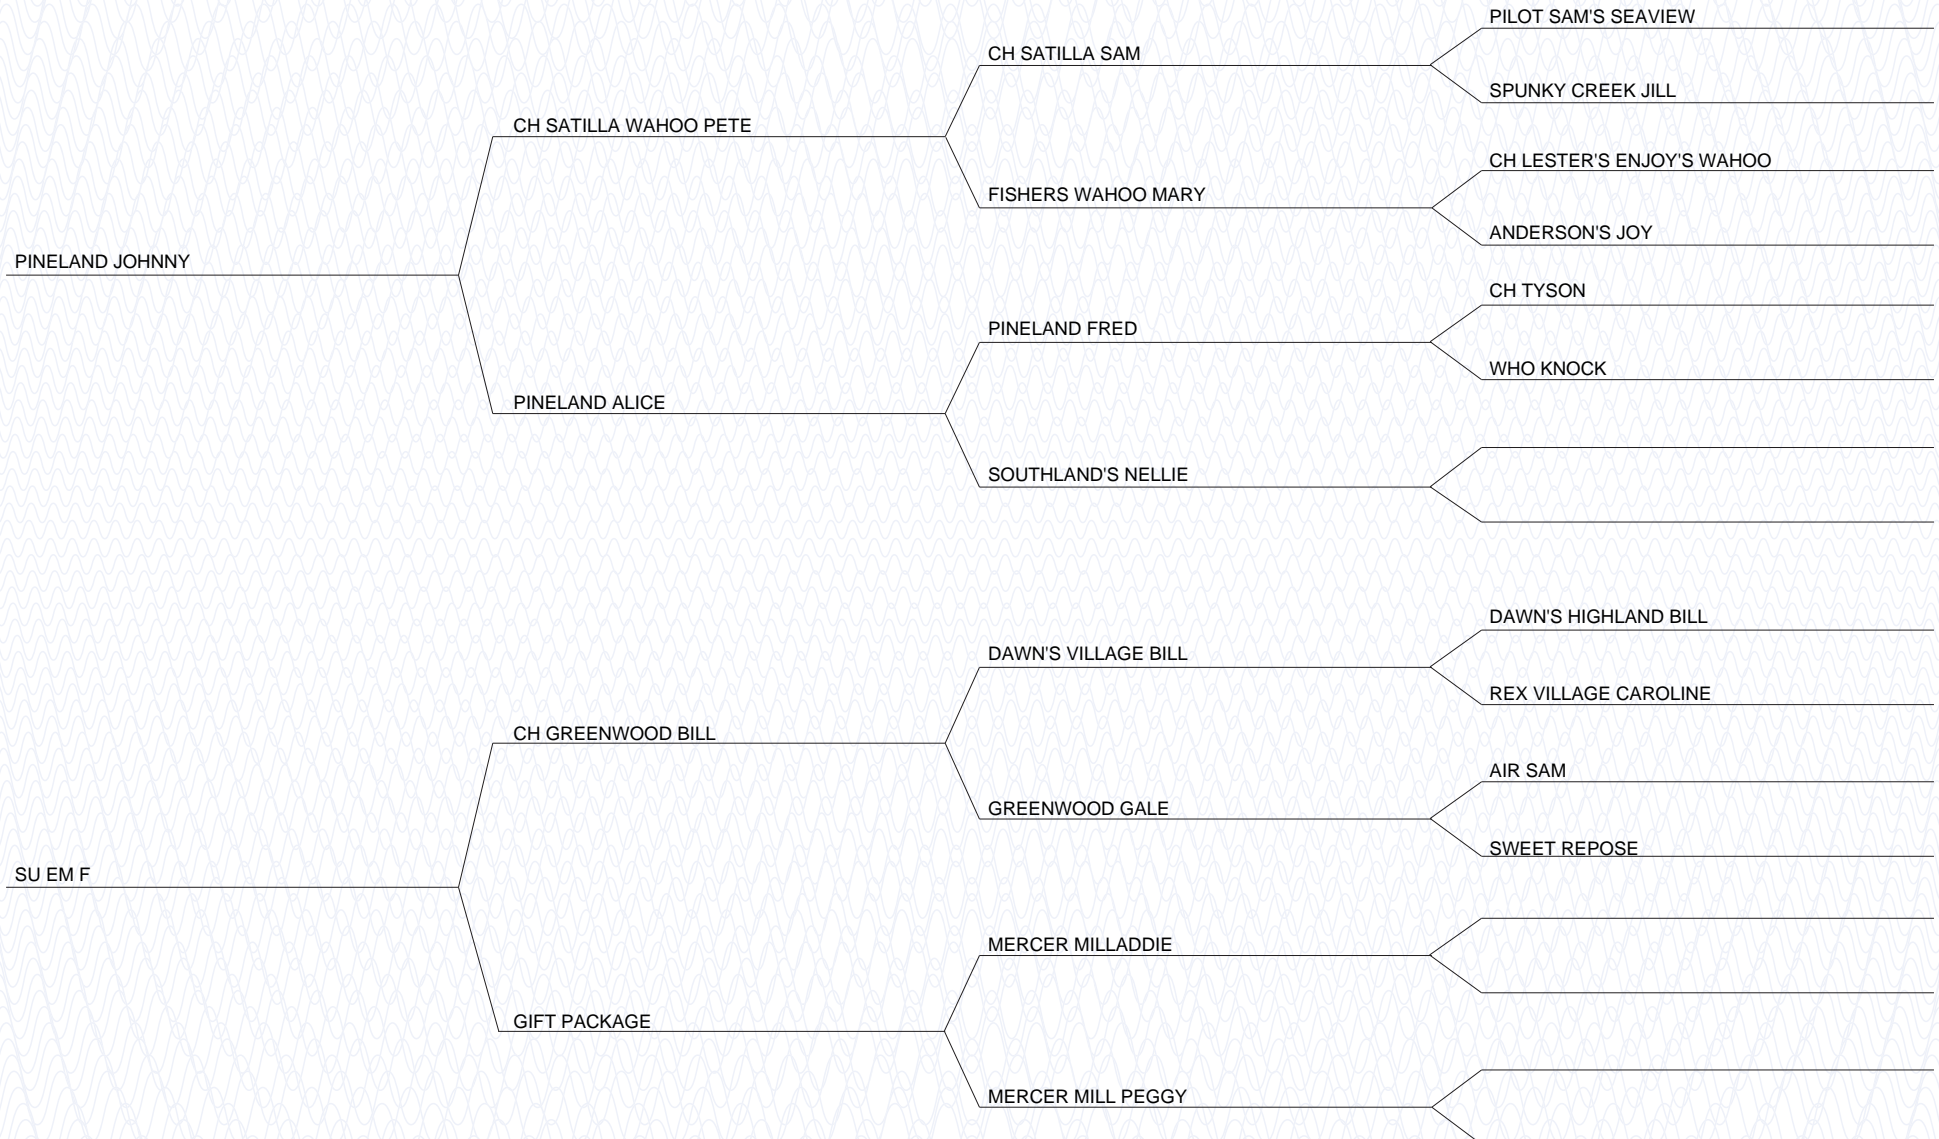 PILOT SAM'S SEAVIEW
CH SATILLA SAM
SPUNKY CREEK JILL
CH SATILLA WAHOO PETE
CH LESTER'S ENJOY'S WAHOO
FISHERS WAHOO MARY
ANDERSON'S JOY
PINELAND JOHNNY
CH TYSON
PINELAND FRED
WHO KNOCK
PINELAND ALICE
SOUTHLAND'S NELLIE
DAWN'S HIGHLAND BILL
DAWN'S VILLAGE BILL
REX VILLAGE CAROLINE
CH GREENWOOD BILL
AIR SAM
GREENWOOD GALE
SWEET REPOSE
SU EM F
MERCER MILLADDIE
GIFT PACKAGE
MERCER MILL PEGGY